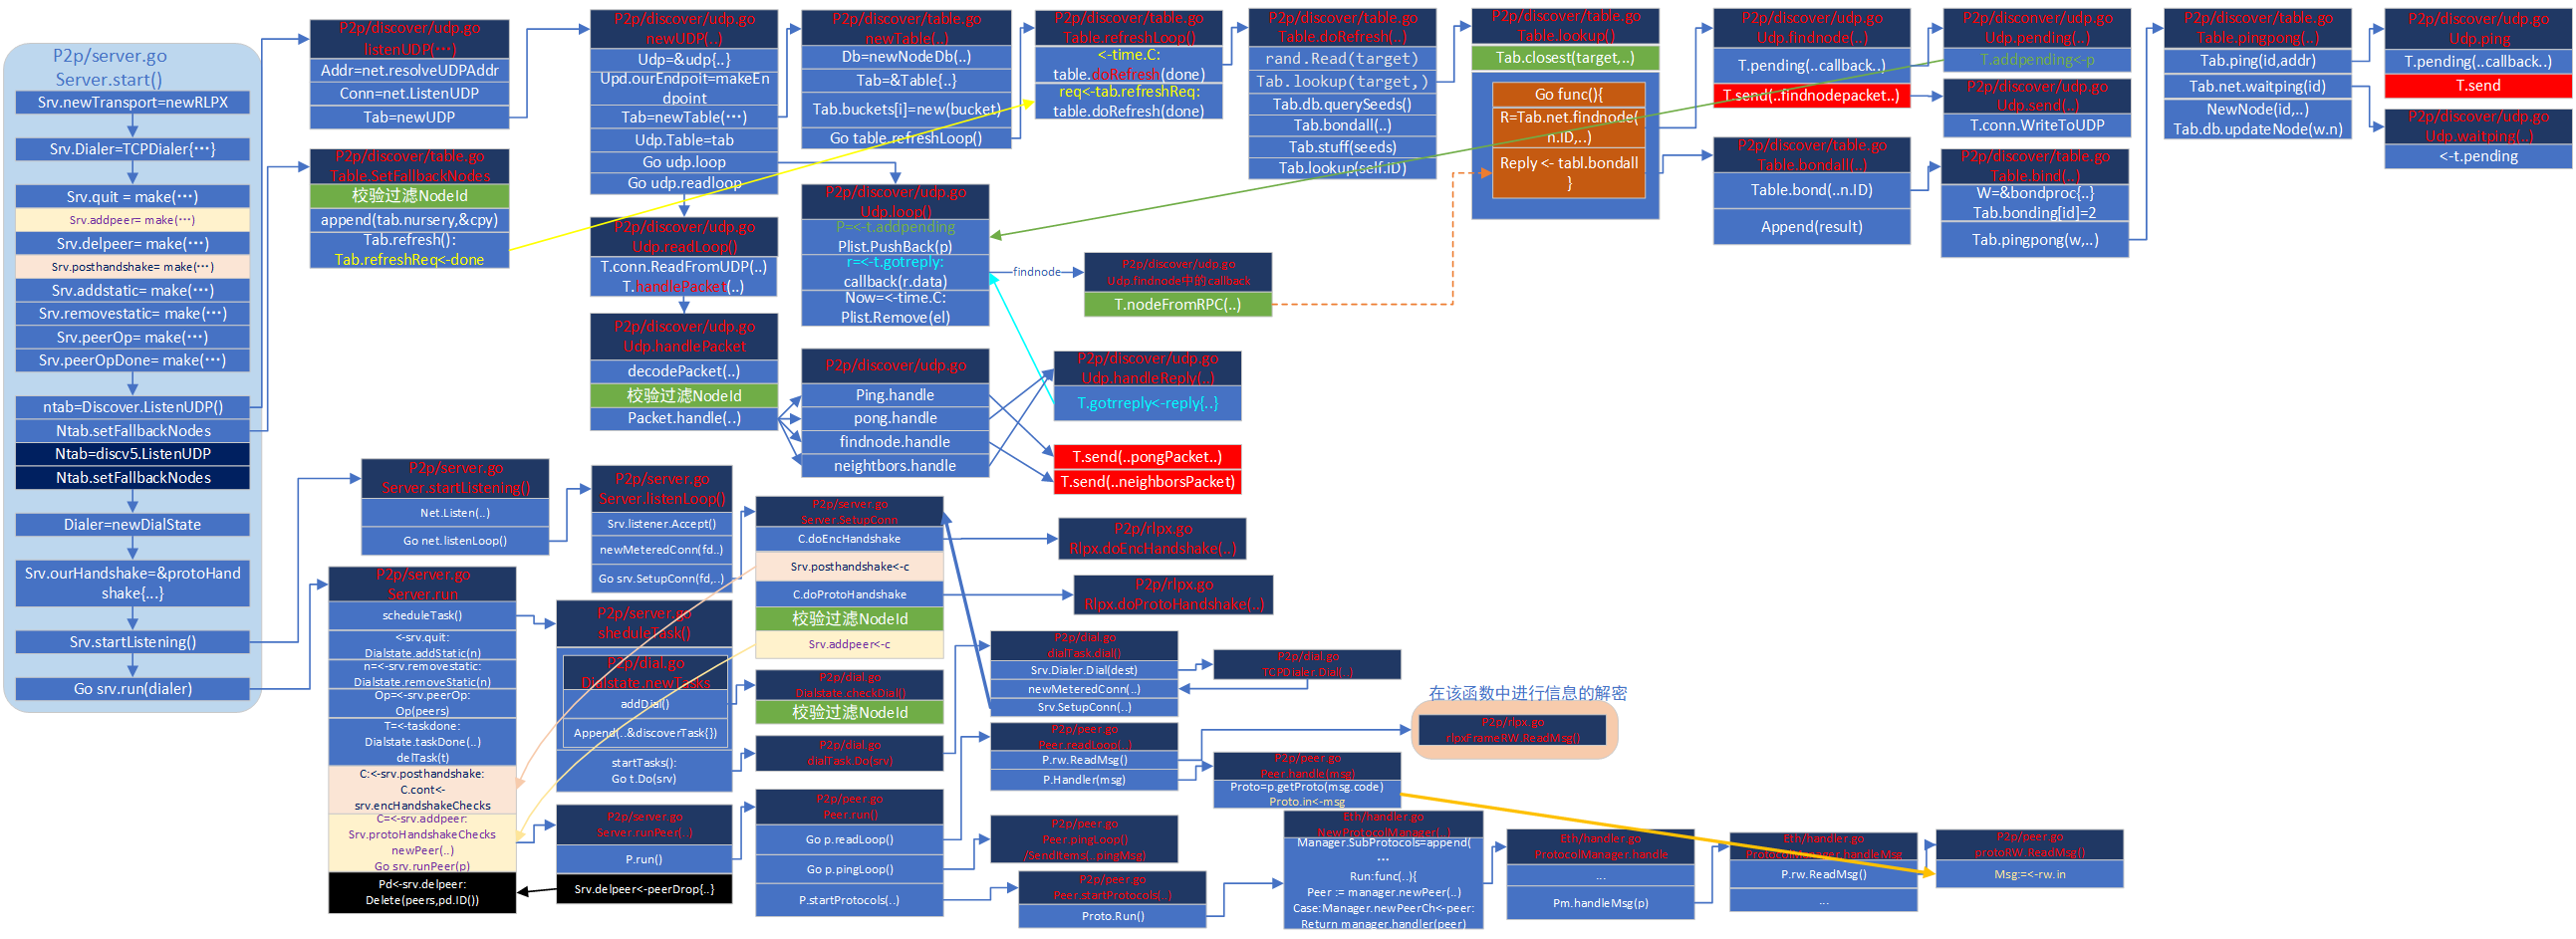 P2p/server.go
Server.start()
Srv.newTransport=newRLPX
Srv.Dialer=TCPDialer{…}
Srv.quit = make(…)
Srv.addpeer= make(…)
Srv.delpeer= make(…)
Srv.posthandshake= make(…)
Srv.addstatic= make(…)
Srv.removestatic= make(…)
Srv.peerOp= make(…)
Srv.peerOpDone= make(…)
ntab=Discover.ListenUDP()
Ntab.setFallbackNodes
Ntab=discv5.ListenUDP
Ntab.setFallbackNodes
Dialer=newDialState
Srv.ourHandshake=&protoHand
shake{...}
Srv.startListening()
Go srv.run(dialer)
P2p/discover/udp.go
listenUDP(…)
Addr=net.resolveUDPAddr
Conn=net.ListenUDP
Tab=newUDP
P2p/discover/table.go
Table.SetFallbackNodes
校验过滤NodeId
append(tab.nursery,&cpy)
Tab.refresh():
Tab.refreshReq<-done
P2p/discover/udp.go
newUDP(..)
Udp=&udp{..}
Upd.ourEndpoit=makeEn
dpoint
Tab=newTable(…)
Udp.Table=tab
Go udp.loop
Go udp.readloop
P2p/discover/udp.go
Udp.readLoop()
T.conn.ReadFromUDP(..)
T.handlePacket(..)
P2p/discover/udp.go
Udp.handlePacket
decodePacket(..)
校验过滤NodeId
Packet.handle(..)
P2p/discover/table.go
newTable(..)
Db=newNodeDb(..)
Tab=&Table{..}
Tab.buckets[i]=new(bucket)
Go table.refreshLoop()
P2p/discover/udp.go
Udp.loop()
P=<-t.addpending
Plist.PushBack(p)
r=<-t.gotreply:
callback(r.data)
Now=<-time.C:
Plist.Remove(el)
P2p/discover/udp.go
Ping.handle
pong.handle
findnode.handle
neightbors.handle
P2p/discover/table.go
Table.refreshLoop()
<-time.C:
table.doRefresh(done)
req<-tab.refreshReq:
table.doRefresh(done)
findnode
P2p/discover/udp.go
Udp.findnode中的callback
T.nodeFromRPC(..)
P2p/discover/udp.go
Udp.handleReply(..)
T.gotrreply<-reply{..}
T.send(..pongPacket..)
T.send(..neighborsPacket)
P2p/discover/table.go
Table.doRefresh(..)
rand.Read(target)
Tab.lookup(target,)
Tab.db.querySeeds()
Tab.bondall(..)
Tab.stuff(seeds)
Tab.lookup(self.ID)
P2p/discover/table.go
Table.lookup()
Tab.closest(target,..)
Go func(){
R=Tab.net.findnode(
n.ID,..)
Reply <- tabl.bondall
}
P2p/discover/udp.go
Udp.findnode(..)
T.pending(..callback..)
T.send(..findnodepacket..)
P2p/discover/table.go
Table.bondall(..)
Table.bond(..n.ID)
Append(result)
P2p/discover/udp.go
Udp.pending(..)
T.addpending<-p
P2p/discover/udp.go
Udp.send(..)
T.conn.WriteToUDP
P2p/discover/table.go
Table.bind(..)
W=&bondproc{..}
Tab.bonding[id]=2
Tab.pingpong(w,..)
P2p/discover/table.go
Table.pingpong(..)
Tab.ping(id,addr)
Tab.net.waitping(id)
NewNode(id,..)
Tab.db.updateNode(w.n)
P2p/discover/udp.go
Udp.ping
T.pending(..callback..)
T.send
P2p/discover/udp.go
Udp.waitping(..)
<-t.pending
P2p/server.go
Server.startListening()
Net.Listen(..)
Go net.listenLoop()
P2p/server.go
Server.listenLoop()
Srv.listener.Accept()
newMeteredConn(fd..)
Go srv.SetupConn(fd,..)
P2p/server.go
Server.SetupConn
C.doEncHandshake
Srv.posthandshake<-c
C.doProtoHandshake
校验过滤NodeId
Srv.addpeer<-c
P2p/rlpx.go
Rlpx.doEncHandshake(..)
P2p/rlpx.go
Rlpx.doProtoHandshake(..)
P2p/server.go
Server.run
scheduleTask()
<-srv.quit:
Dialstate.addStatic(n)
n=<-srv.removestatic:
Dialstate.removeStatic(n)
Op=<-srv.peerOp:
Op(peers)
T=<-taskdone:
Dialstate.taskDone(..)
delTask(t)
C:<-srv.posthandshake:
C.cont<-
srv.encHandshakeChecks
C=<-srv.addpeer:
Srv.protoHandshakeChecks
newPeer(..)
Go srv.runPeer(p)
Pd<-srv.delpeer:
Delete(peers,pd.ID())
P2p/server.go
sheduleTask()
P2p/dial.go
Dialstate.newTasks
addDial()
Append(..&discoverTask{})
startTasks():
Go t.Do(srv)
P2p/server.go
Server.runPeer(..)
P.run()
Srv.delpeer<-peerDrop{..}
P2p/dial.go
Dialstate.checkDial()
校验过滤NodeId
P2p/dial.go
dialTask.Do(srv)
P2p/peer.go
Peer.run()
Go p.readLoop()
Go p.pingLoop()
P.startProtocols(..)
P2p/dial.go
dialTask.dial()
Srv.Dialer.Dial(dest)
newMeteredConn(..)
Srv.SetupConn(..)
P2p/dial.go
TCPDialer.Dial(..)
P2p/peer.go
Peer.readLoop(..)
P.rw.ReadMsg()
P.Handler(msg)
P2p/peer.go
Peer.handle(msg)
Proto=p.getProto(msg.code)
Proto.in<-msg
在该函数中进行信息的解密
P2p/rlpx.go
rlpxFrameRW.ReadMsg()
P2p/peer.go
Peer.pingLoop()
/SendItems(..pingMsg)
P2p/peer.go
Peer.startProtocols(..)
Proto.Run()
Eth/handler.go
NewProtocolManager(..)
Manager.SubProtocols=append(
…
Run:func(..){
Peer := manager.newPeer(..)
Case:Manager.newPeerCh<-peer:
Return manager.handler(peer)
Eth/handler.go
ProtocolManager.handle
...
Pm.handleMsg(p)
Eth/handler.go
ProtocolManager.handleMsg
P.rw.ReadMsg()
...
P2p/peer.go
protoRW.ReadMsg()
Msg:=<-rw.in